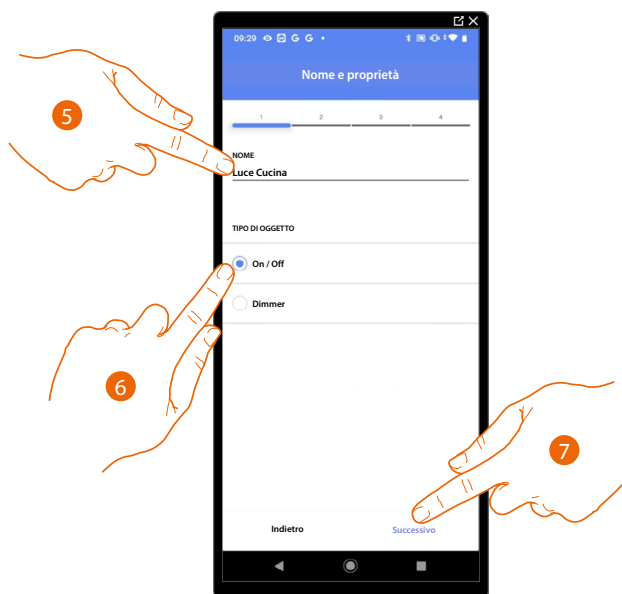 09:29 G G
Nome e proprietà
1 2 3 4
NOME
Luce Cucina
TIPO DI OGGETTO
On / Off
Dimmer
5
6
7
Indietro
Successivo